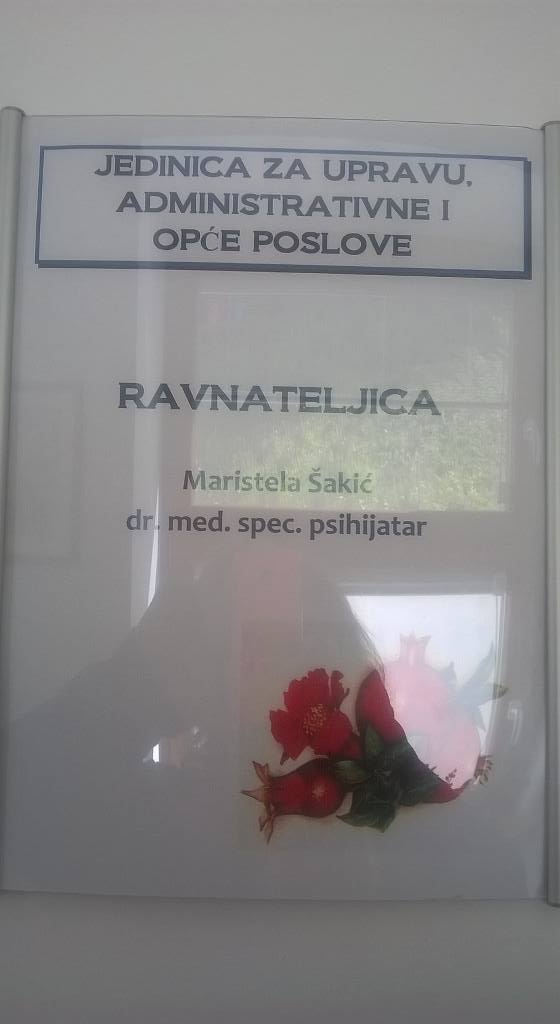 JEDINICA ZA UPRAVU,
ADMINISTRATIVNE I
OPĆE POSLOVE
RAVNATELJICA
Maristela Šakić
dr. med. spec. psihijatar